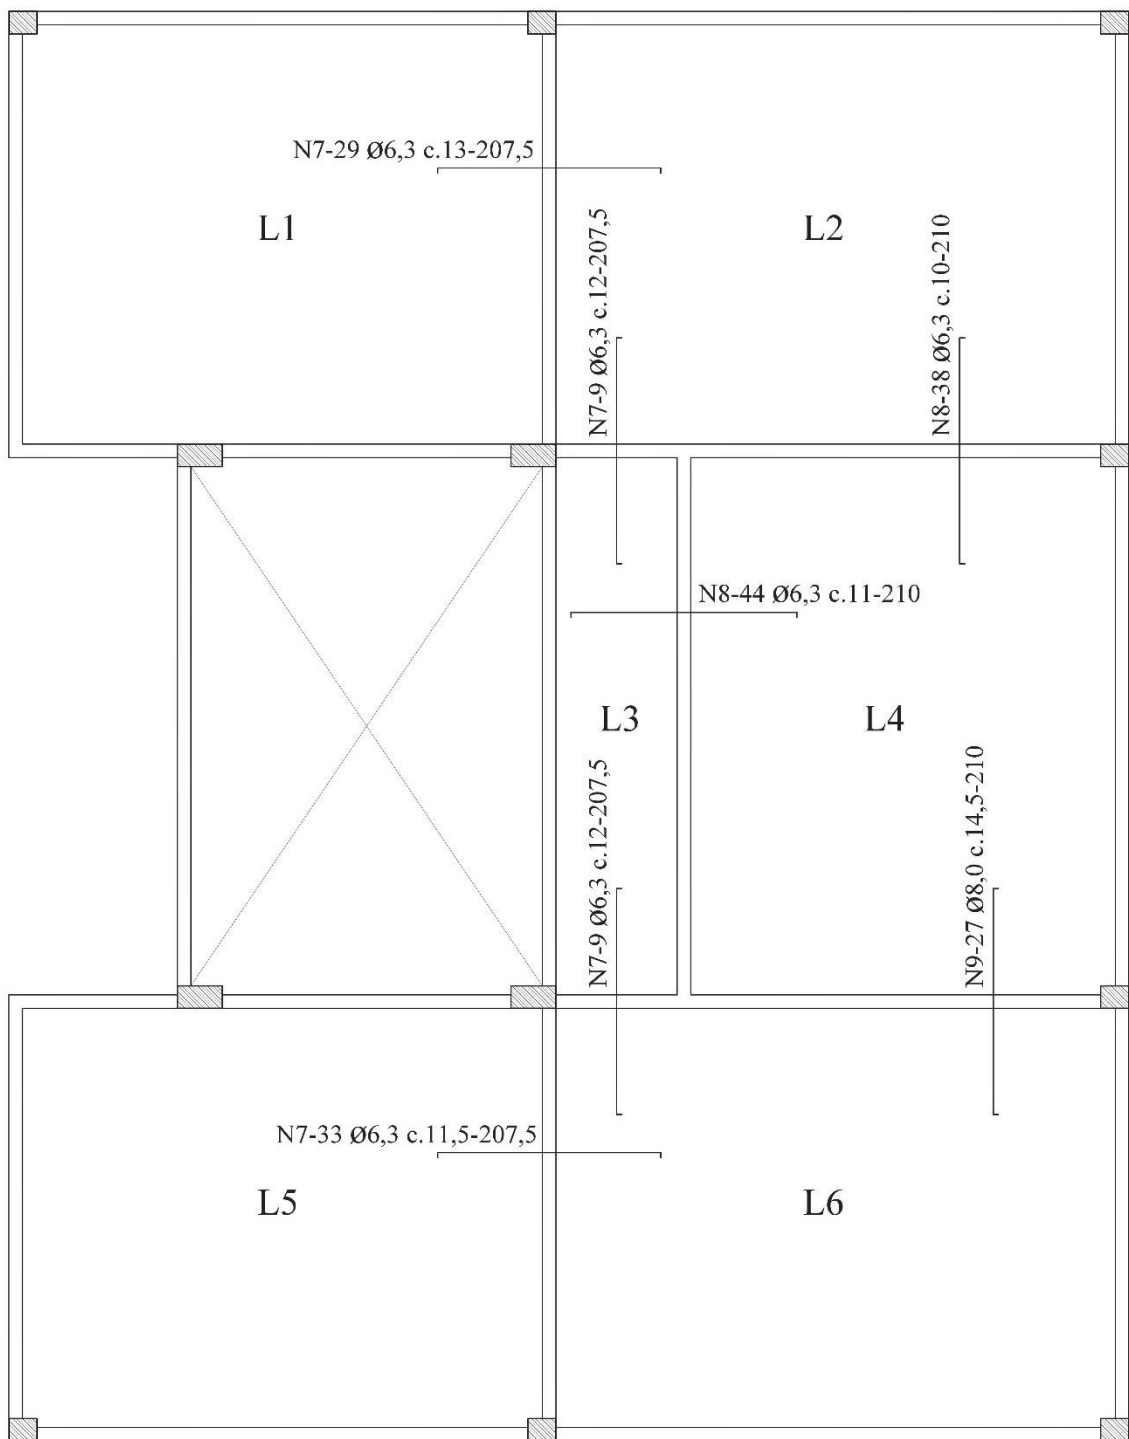 N7-29 Ø6,3 c.13-207,5
L1
L2
N7-9 Ø6,3 c.12-207,5
N8-38 Ø6,3 c.10-210
N8-44 Ø6,3 c.11-210
L3
L4
N7-9 Ø6,3 c.12-207,5
N9-27 Ø8,0 c.14,5-210
N7-33 Ø6,3 c.11,5-207,5
L5
L6